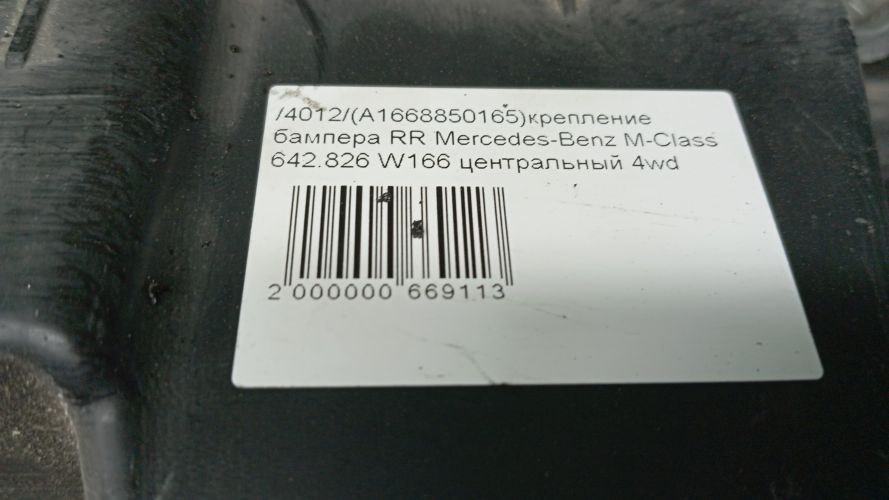 /4012/(A1668850165)крепление
бампера RR Mercedes-Benz M-Class
642.826 W166 центральный 4wd
2 000000 669113